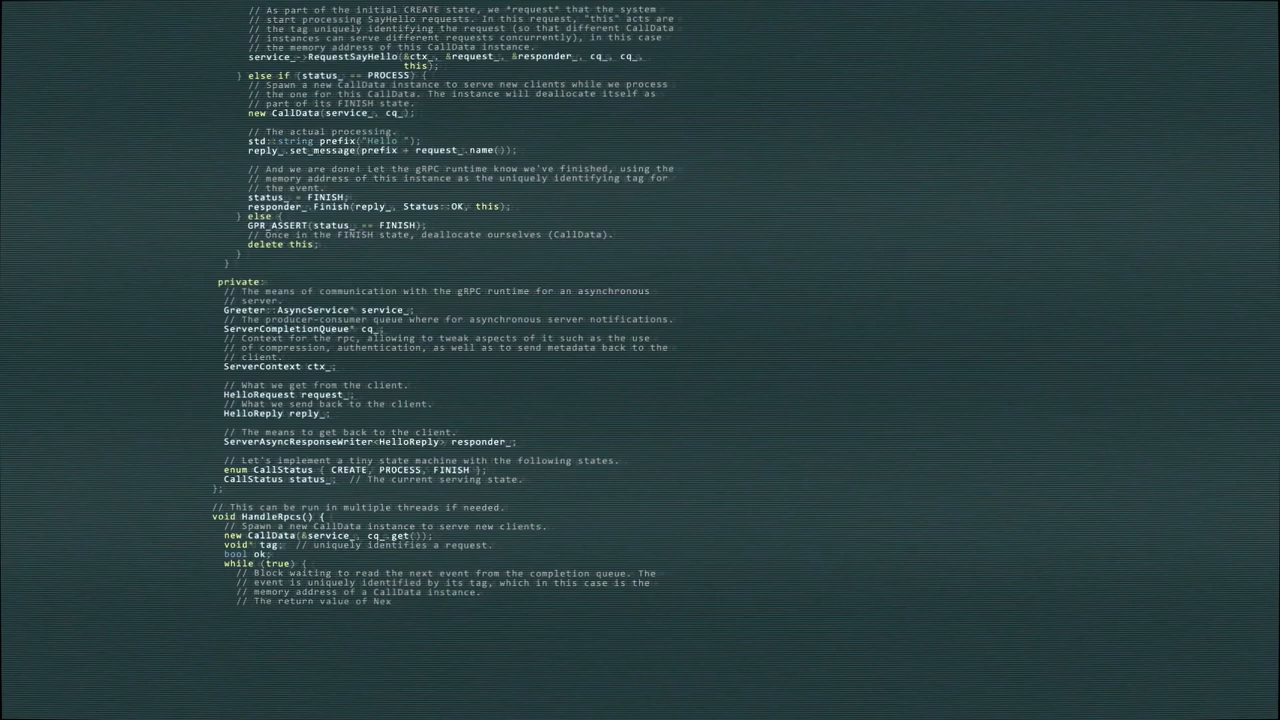 // As part of the initial CREATE state, we *request* that the system
// start processing SayHello requests. In this request, "this" acts are
// the tag uniquely identifying the request (so that different CallData
// instances can serve different requests concurrently), in this case
// the memory address of this CallData instance.
service_->RequestSayHello(&ctx_, &request_, &responder_, cq_, cq_,
this);
} else if (status_ == PROCESS) {
// Spawn a new CallData instance to serve new clients while we process
// the one for this CallData. The instance will deallocate itself as
// part of its FINISH state.
new CallData(service_, cq_);
// The actual processing.
std::string prefix("Hello ");
reply_.set_message(prefix + request_.name());
// And we are done! Let the gRPC runtime know we've finished, using the
// memory address of this instance as the uniquely identifying tag for
// the event.
status_ = FINISH;
responder_.Finish(reply_, Status::OK, this);
} else {
GPR_ASSERT(status_ == FINISH);
// Once in the FINISH state, deallocate ourselves (CallData).
delete this;
}
}
private:
// The means of communication with the gRPC runtime for an asynchronous
// server.
Greeter::AsyncService* service_;
// The producer-consumer queue where for asynchronous server notifications.
ServerCompletionQueue* cq_;
// Context for the rpc, allowing to tweak aspects of it such as the use
// of compression, authentication, as well as to send metadata back to the
// client.
ServerContext ctx_;
// What we get from the client.
HelloRequest request_;
// What we send back to the client.
HelloReply reply_;
// The means to get back to the client.
ServerAsyncResponseWriter<HelloReply> responder_;
// Let's implement a tiny state machine with the following states.
enum CallStatus { CREATE, PROCESS, FINISH };
CallStatus status_;  // The current serving state.
};
// This can be run in multiple threads if needed.
void HandleRpcs() {
// Spawn a new CallData instance to serve new clients.
new CallData(&service_, cq_.get());
void* tag;  // uniquely identifies a request.
bool ok;
while (true) {
// Block waiting to read the next event from the completion queue. The
// event is uniquely identified by its tag, which in this case is the
// memory address of a CallData instance.
// The return value of Nex